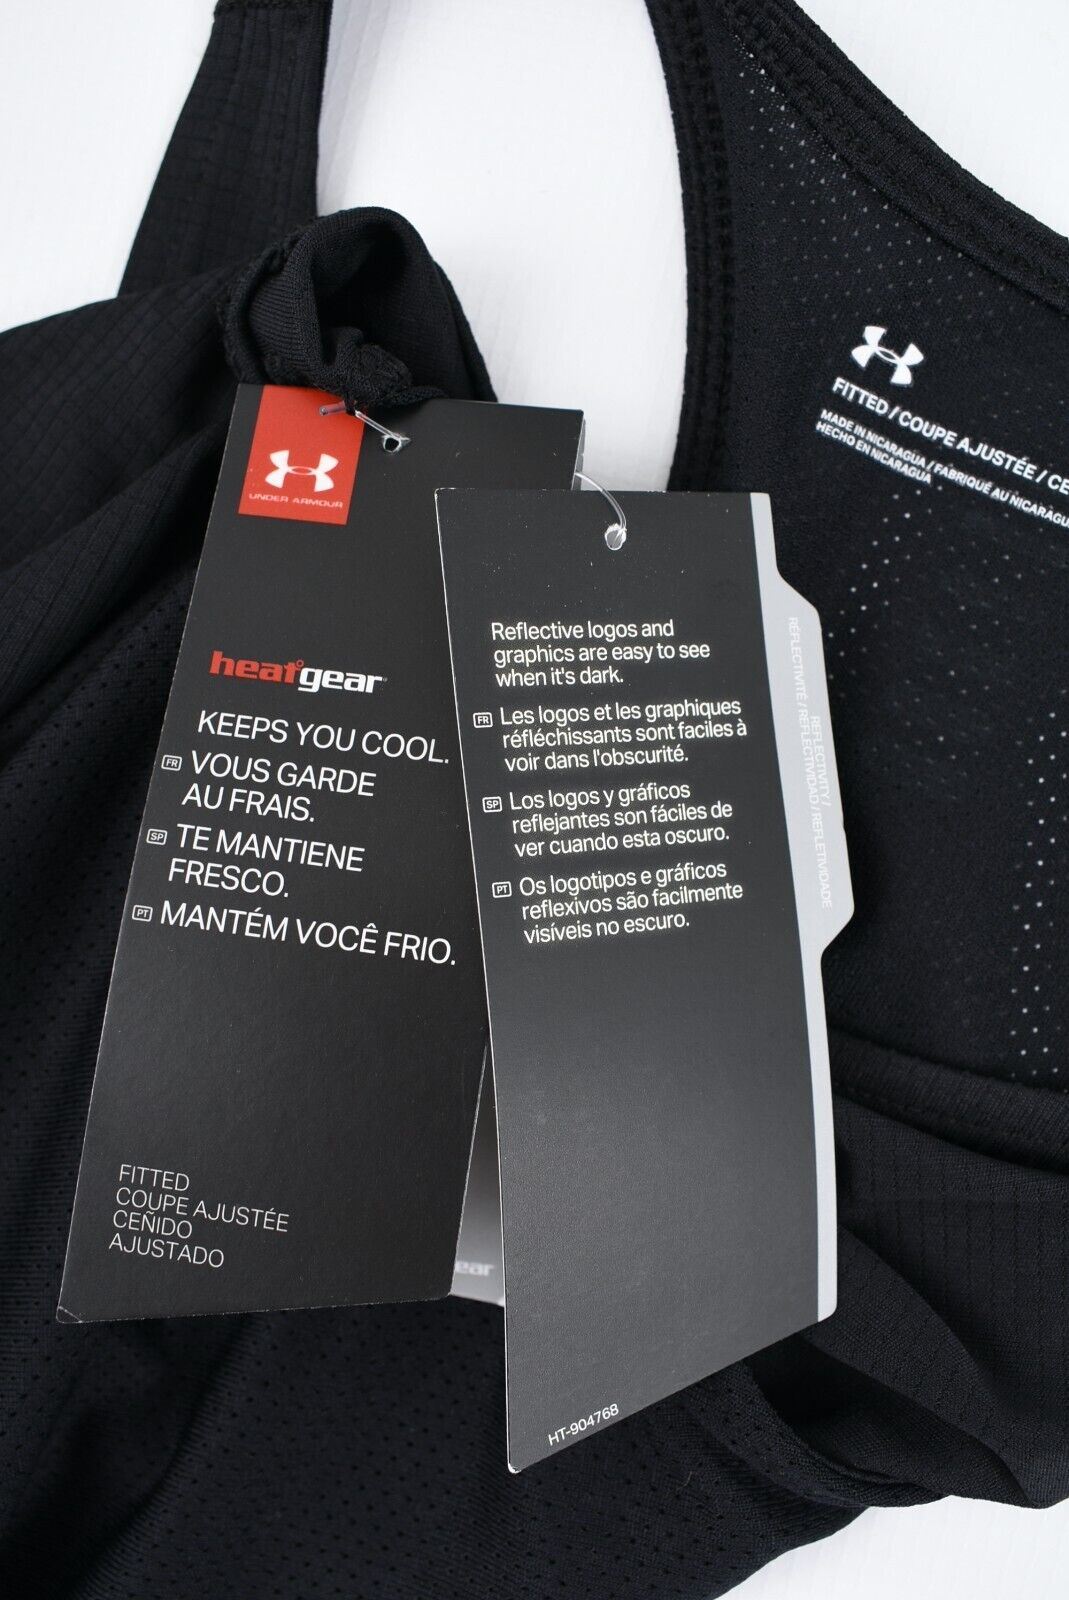 UNDER ARMOUR
heatgear
KEEPS YOU COOL.
FR VOUS GARDE
AU FRAIS.
SP TE MANTIENE
FRESCO.
PT MANTÉM VOCÊ FRIO.
FITTED
COUPE AJUSTÉE
CEÑIDO
AJUSTADO
Reflective logos and
graphics are easy to see
when it's dark.
FR Les logos et les graphiques
réfléchissants sont faciles à
voir dans l'obscurité.
SP Los logos y gráficos
reflejantes son fáciles de
ver cuando esta oscuro.
PT Os logotipos e gráficos
reflexivos são facilmente
visíveis no escuro.
REFLECTIVITY/
RÉFLECTIVITÉ / REFLECTIVIDAD / REFLETIVIDADE
HT-904768
ear
FITTED / COUPE AJUSTÉE / CE
MADE IN NICARAGUA / FABRIQUÉ AU NICARAGU
HECHO EN NICARAGUA